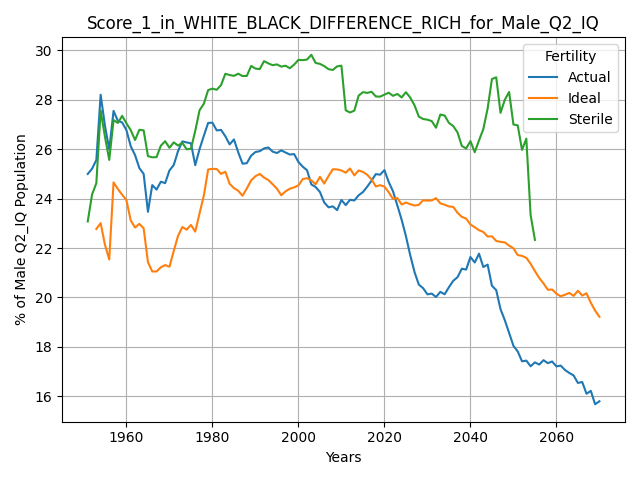 Score_1_in_WHITE_BLACK_DIFFERENCE_RICH_for_Male_Q2_IQ
Fertility
Actual
Ideal
Sterile
% of Male Q2_IQ Population
30
28
26
24
22
20
18
16
1960
1980
2000
2020
2040
2060
Years